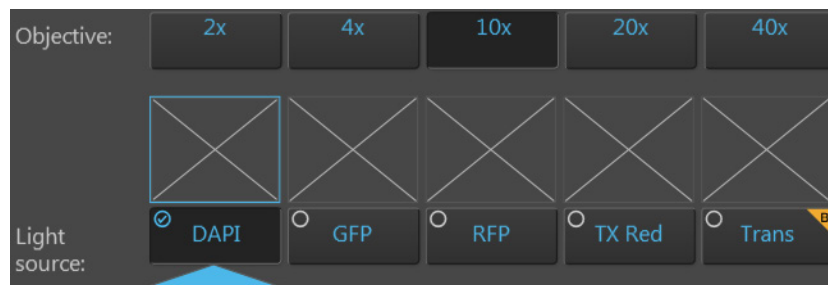 Objective: 2x 4x 10x 20x 40x
Light source: DAPI GFP RFP TX Red Trans